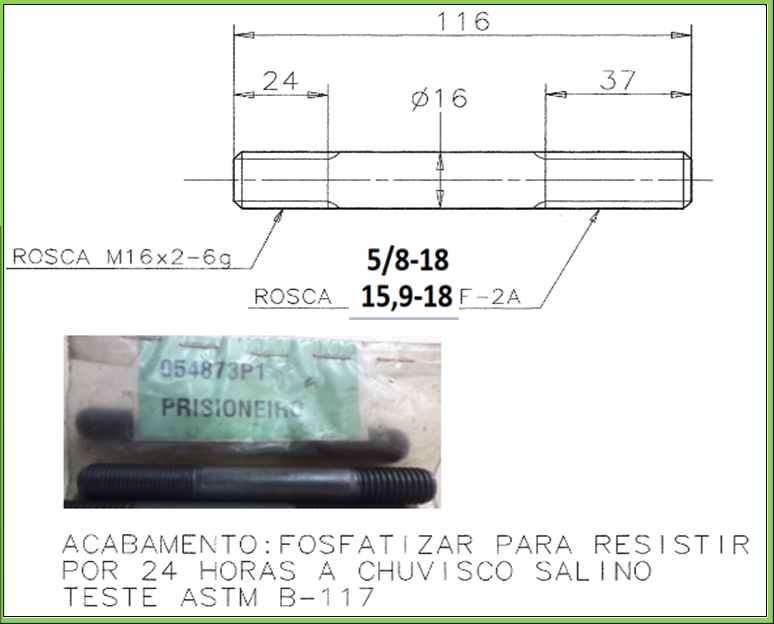 116
24
37
Ø16
ROSCA M16x2-6g
5/8-18
ROSCA 15,9-18 F-2A
054873P1
PRISIONEIRO
ACABAMENTO:FOSFATIZAR PARA RESISTIR
POR 24 HORAS A CHUVISCO SALINO
TESTE ASTM B-117